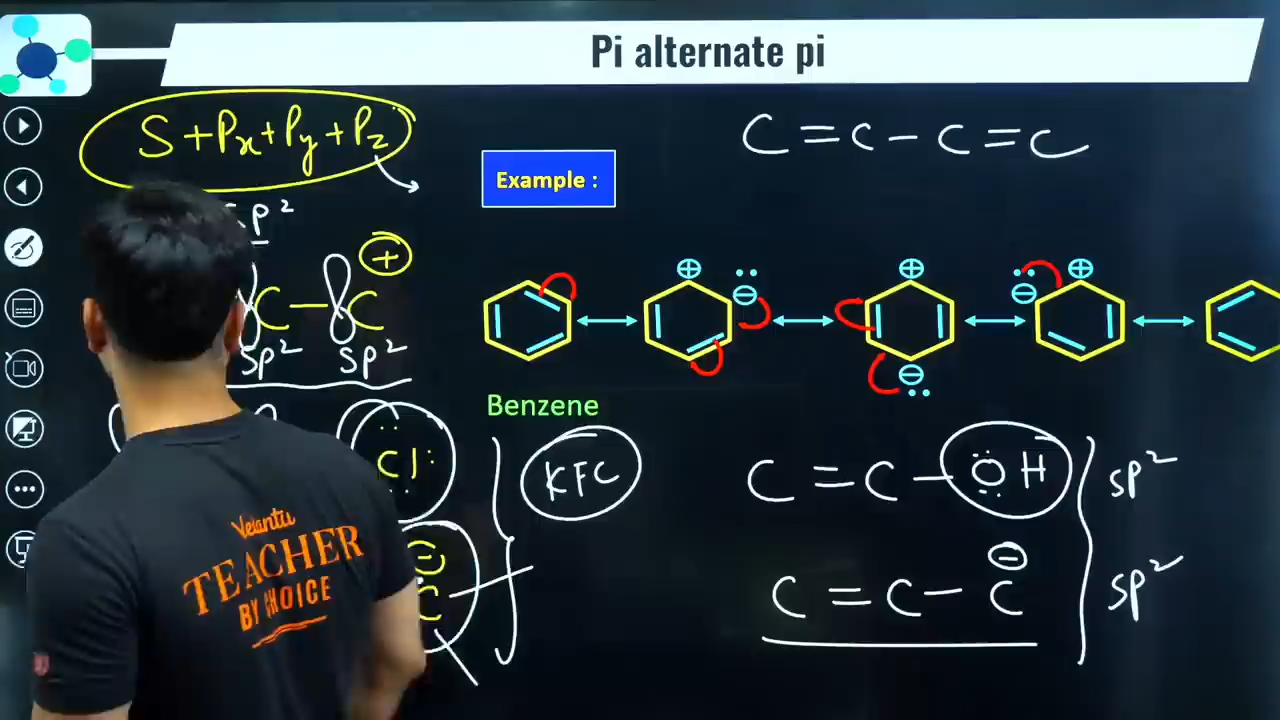 Pi alternate pi
S + Px + Py + Pz
C = C – C = C
Example :
sp²
⊕
C – C
sp² sp²
⊕ ⊖ ⊕ ⊖ ⊕
⊖
Benzene
Cl
KFC
C = C – ÖH sp²
⊖
C
⊖
C = C – C sp²
Vedantu
TEACHER
BY CHOICE